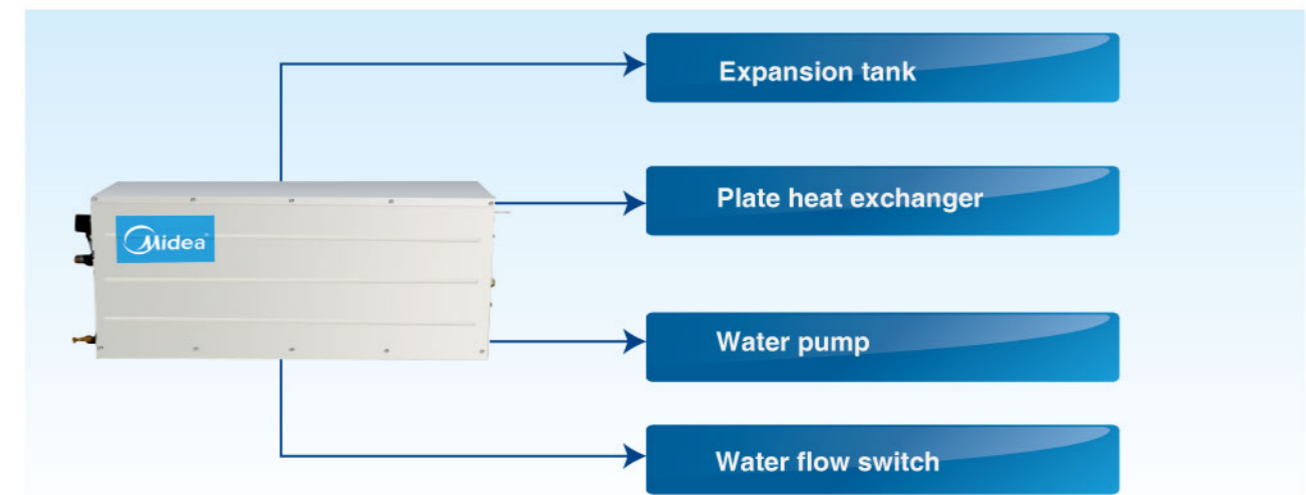 Expansion tank
Plate heat exchanger
Midea
Water pump
Water flow switch